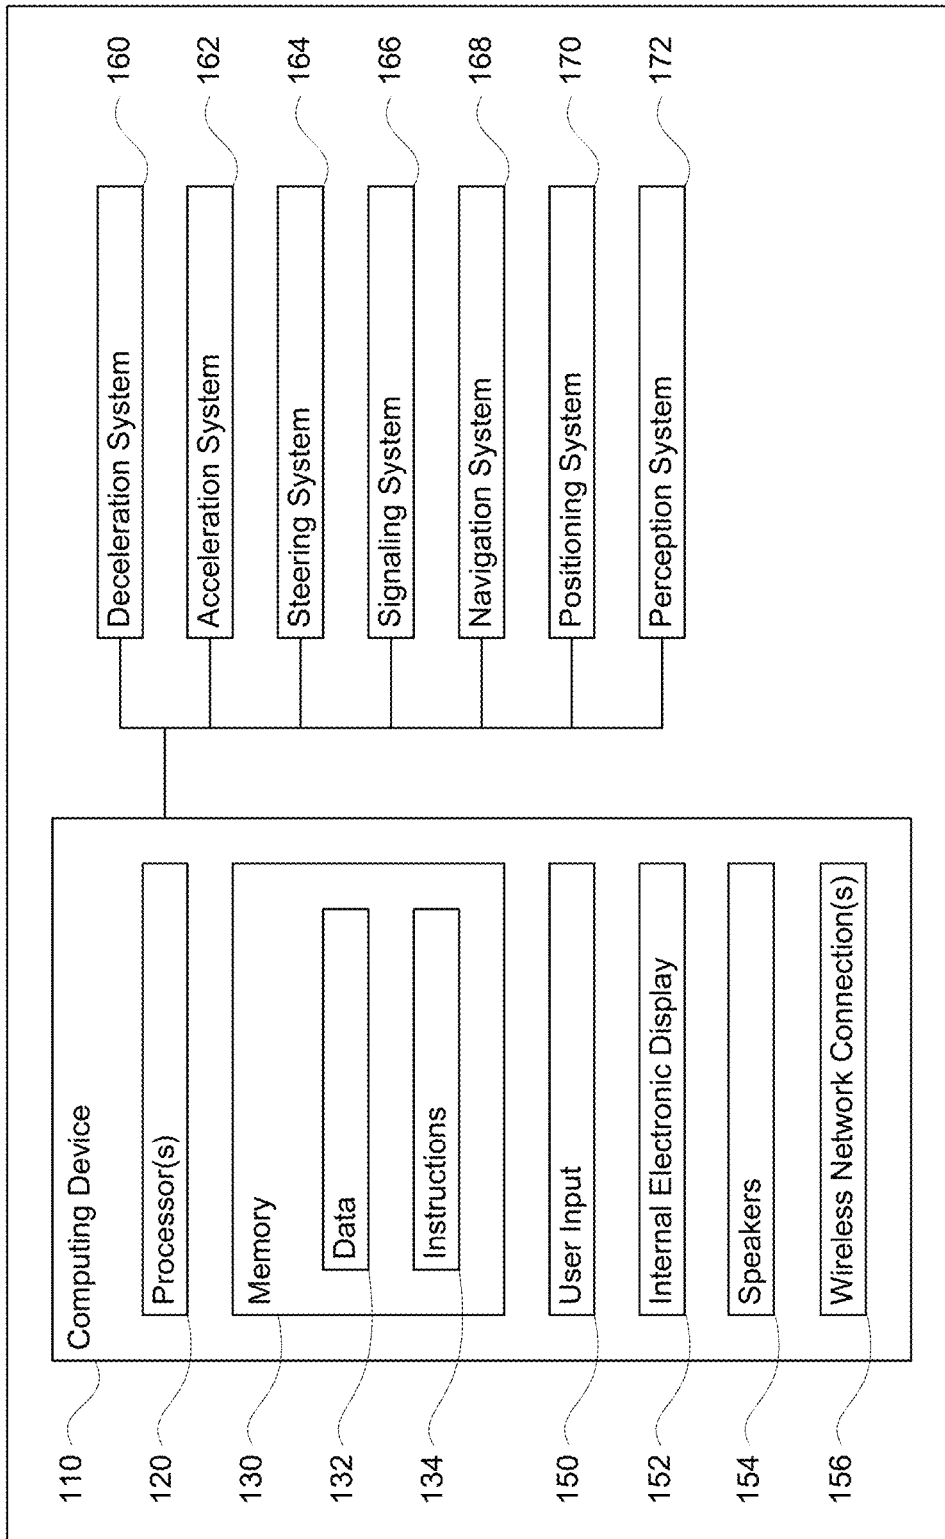 110
Computing Device
120
Processor(s)
130
Memory
132
Data
134
Instructions
150
User Input
152
Internal Electronic Display
154
Speakers
156
Wireless Network Connection(s)
Deceleration System
160
Acceleration System
162
Steering System
164
Signaling System
166
Navigation System
168
Positioning System
170
Perception System
172